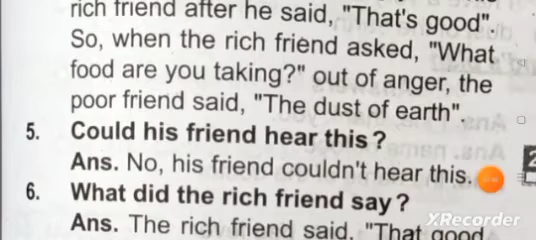 rich friend after he said, "That's good".
So, when the rich friend asked, "What
food are you taking?" out of anger, the
poor friend said, "The dust of earth".
5. Could his friend hear this?
Ans. No, his friend couldn't hear this.
6. What did the rich friend say?
Ans. The rich friend said. "That good
XRecorder